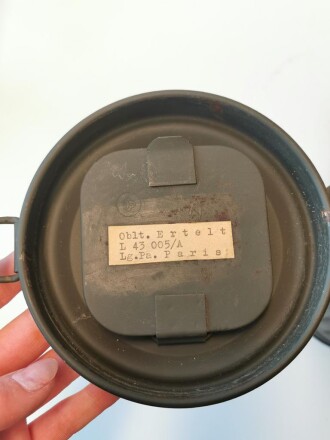 Oblt. Ertelt
L 43 005/A
Lg.Pa. Paris